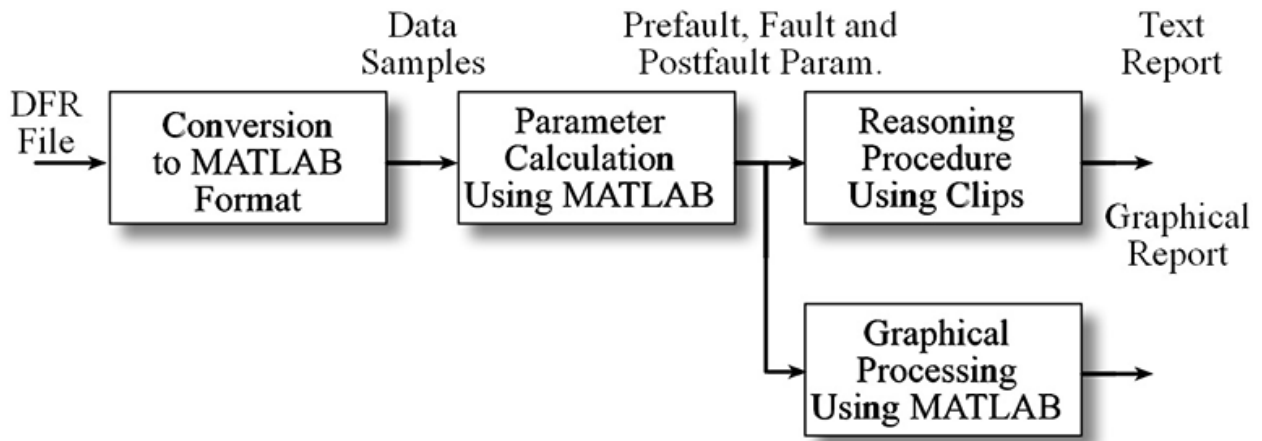 Data
Samples
Prefault, Fault and
Postfault Param.
Text
Report
DFR
File
Conversion
to MATLAB
Format
Parameter
Calculation
Using MATLAB
Reasoning
Procedure
Using Clips
Graphical
Report
Graphical
Processing
Using MATLAB